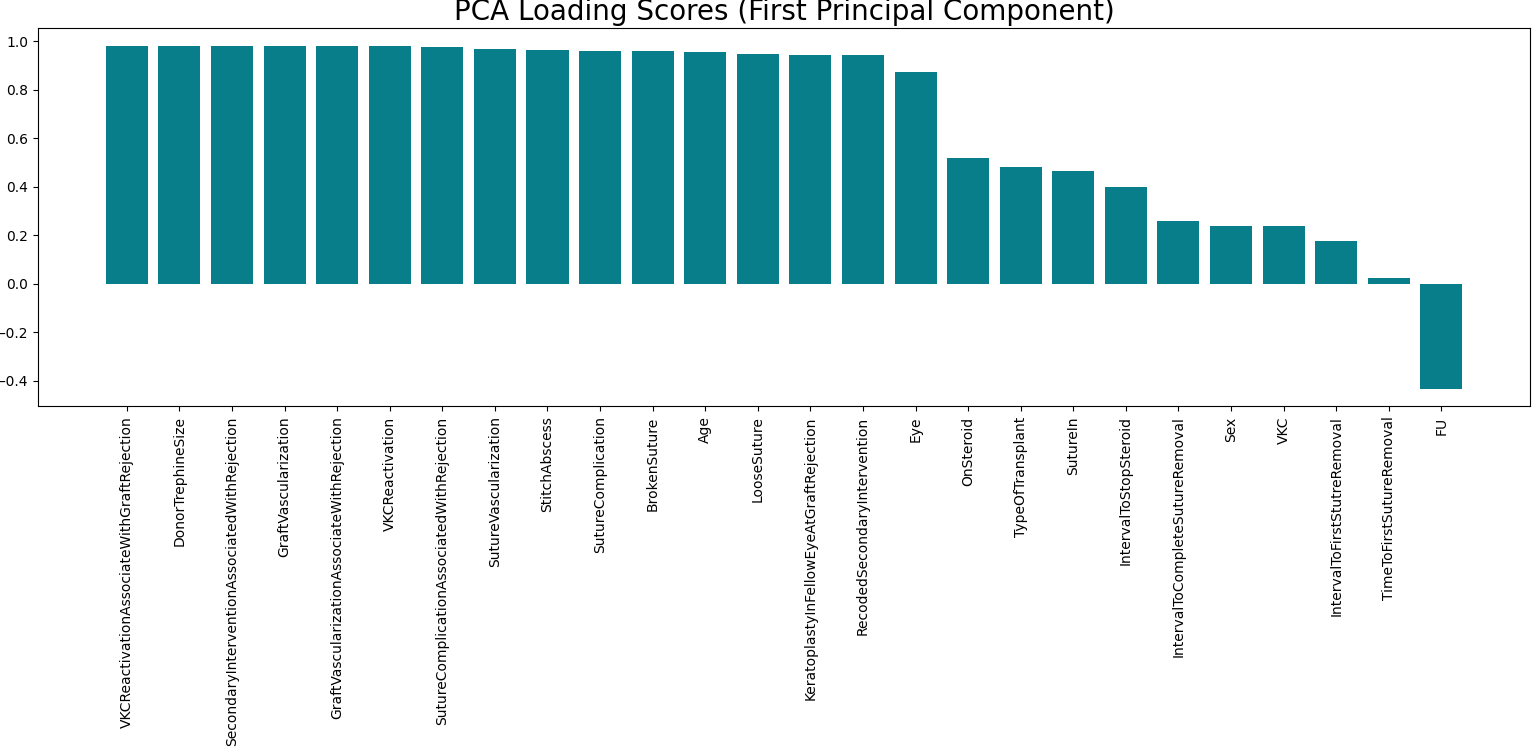 PCA Loading Scores (First Principal Component)
1.0
0.8
0.6
0.4
0.2
0.0
−0.2
−0.4
VKCReactivationAssociateWithGraftRejection
DonorTrephineSize
SecondaryInterventionAssociatedWithRejection
GraftVascularization
GraftVascularizationAssociateWithRejection
VKCReactivation
SutureComplicationAssociatedWithRejection
SutureVascularization
StitchAbscess
SutureComplication
BrokenSuture
Age
LooseSuture
KeratoplastyInFellowEyeAtGraftRejection
RecodedSecondaryIntervention
Eye
OnSteroid
TypeOfTransplant
SutureIn
IntervalToStopSteroid
IntervalToCompleteSutureRemoval
Sex
VKC
IntervalToFirstStutreRemoval
TimeToFirstSutureRemoval
FU